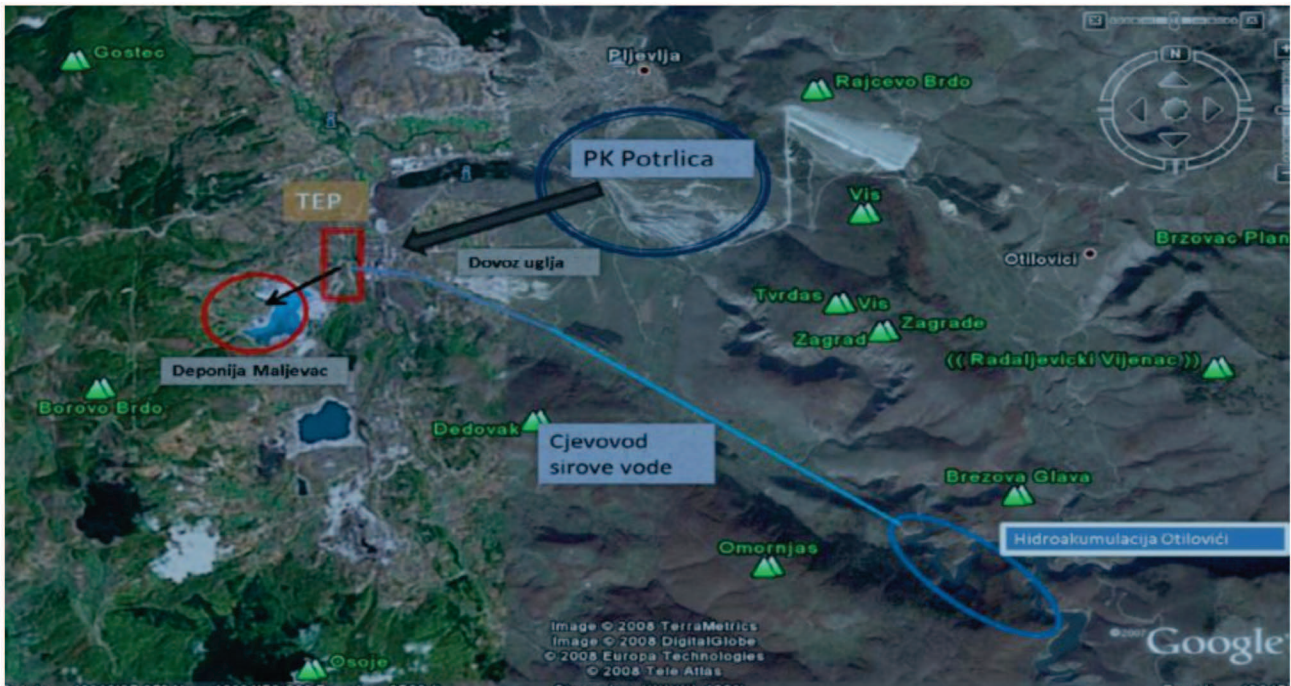 Gostec
Pljevlja
Rajcevo Brdo
N
PK Potrlica
TEP
Vis
Brzovac Plan
Dovoz uglja
Otilovici
Tvrdas
Vis
Zagrade
Zagrad
(( Radaljevicki Vijenac ))
Deponija Maljevac
Borovo Brdo
Dedovak
Cjevovod
sirove vode
Brezova Glava
Hidroakumulacija Otilovići
Omornjas
Image © 2008 TerraMetrics
Image © 2008 DigitalGlobe
© 2008 Europa Technologies
© 2008 Tele Atlas
©2007 Google
Osoje